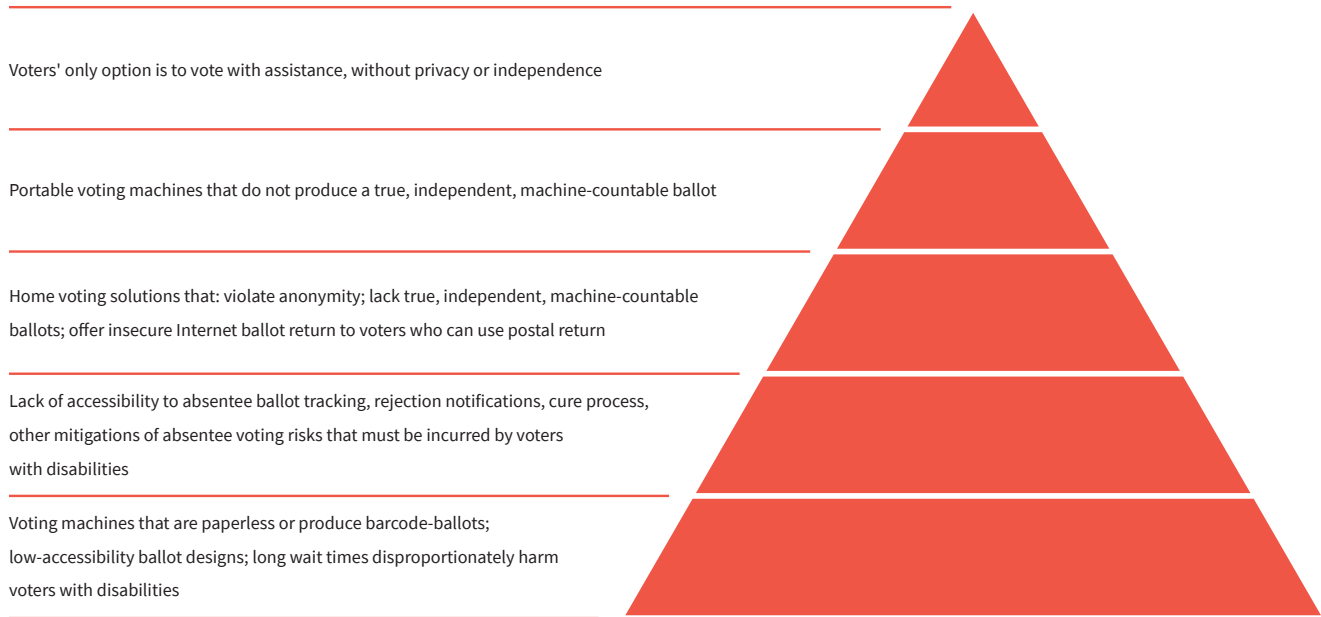 Voters' only option is to vote with assistance, without privacy or independence
Portable voting machines that do not produce a true, independent, machine-countable ballot
Home voting solutions that: violate anonymity; lack true, independent, machine-countable
ballots; offer insecure Internet ballot return to voters who can use postal return
Lack of accessibility to absentee ballot tracking, rejection notifications, cure process,
other mitigations of absentee voting risks that must be incurred by voters
with disabilities
Voting machines that are paperless or produce barcode-ballots;
low-accessibility ballot designs; long wait times disproportionately harm
voters with disabilities